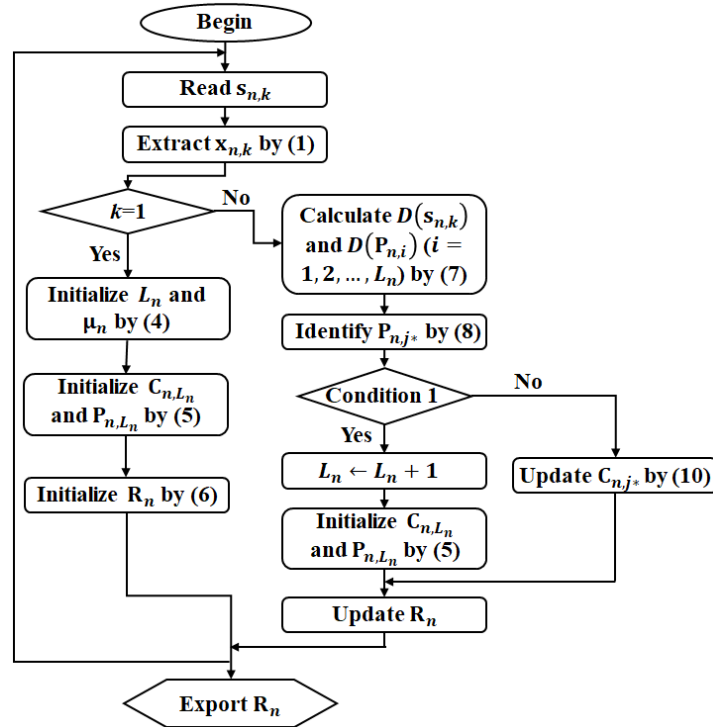 Begin
Read s_{n,k}
Extract x_{n,k} by (1)
k=1
No
Yes
Calculate D(s_{n,k})
and D(P_{n,i}) (i =
1, 2, ..., L_n) by (7)
Initialize L_n and
μ_n by (4)
Identify P_{n,j*} by (8)
Initialize C_{n,L_n}
and P_{n,L_n} by (5)
Condition 1
No
Yes
Initialize R_n by (6)
L_n ← L_n + 1
Update C_{n,j*} by (10)
Initialize C_{n,L_n}
and P_{n,L_n} by (5)
Update R_n
Export R_n